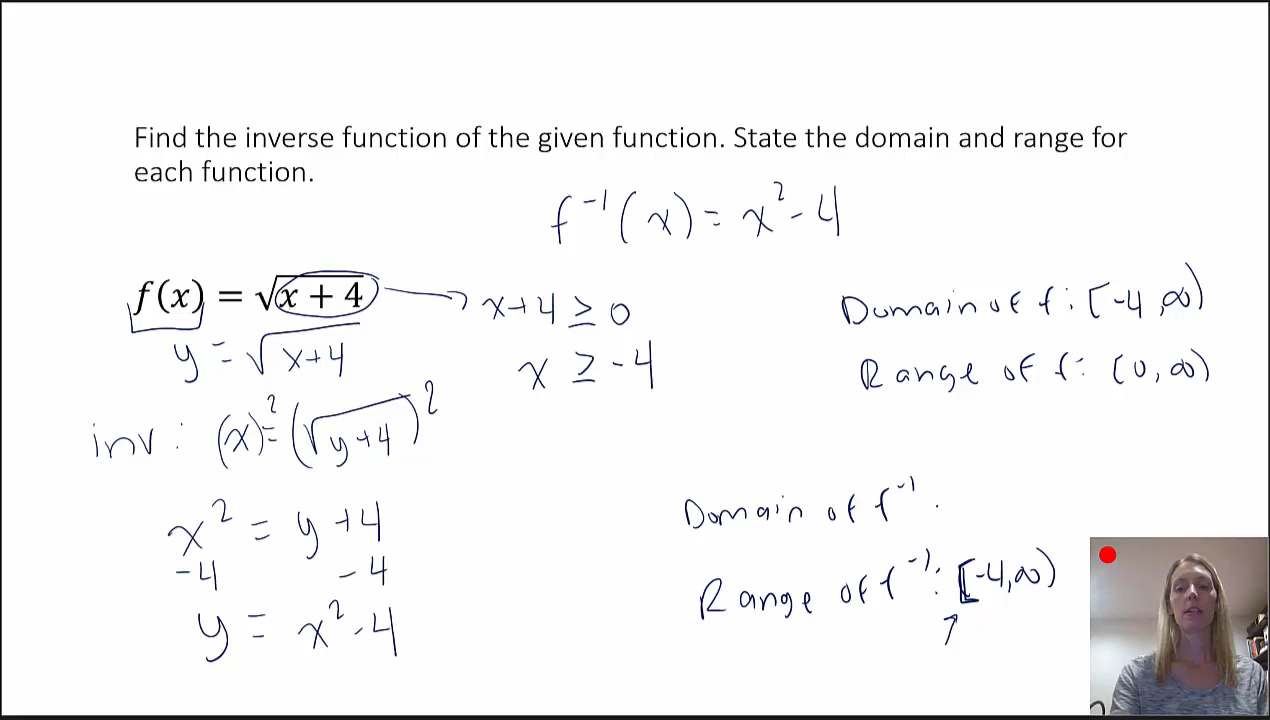 Find the inverse function of the given function. State the domain and range for
each function.
f⁻¹(x) = x² - 4
f(x) = √(x + 4)
x+4 ≥ 0
Domain of f: [-4, ∞)
y = √(x+4)
x ≥ -4
Range of f: (0, ∞)
inv: (x)² = (√(y+4))²
Domain of f⁻¹:
x² = y + 4
-4 -4
Range of f⁻¹: [-4, ∞)
y = x² - 4